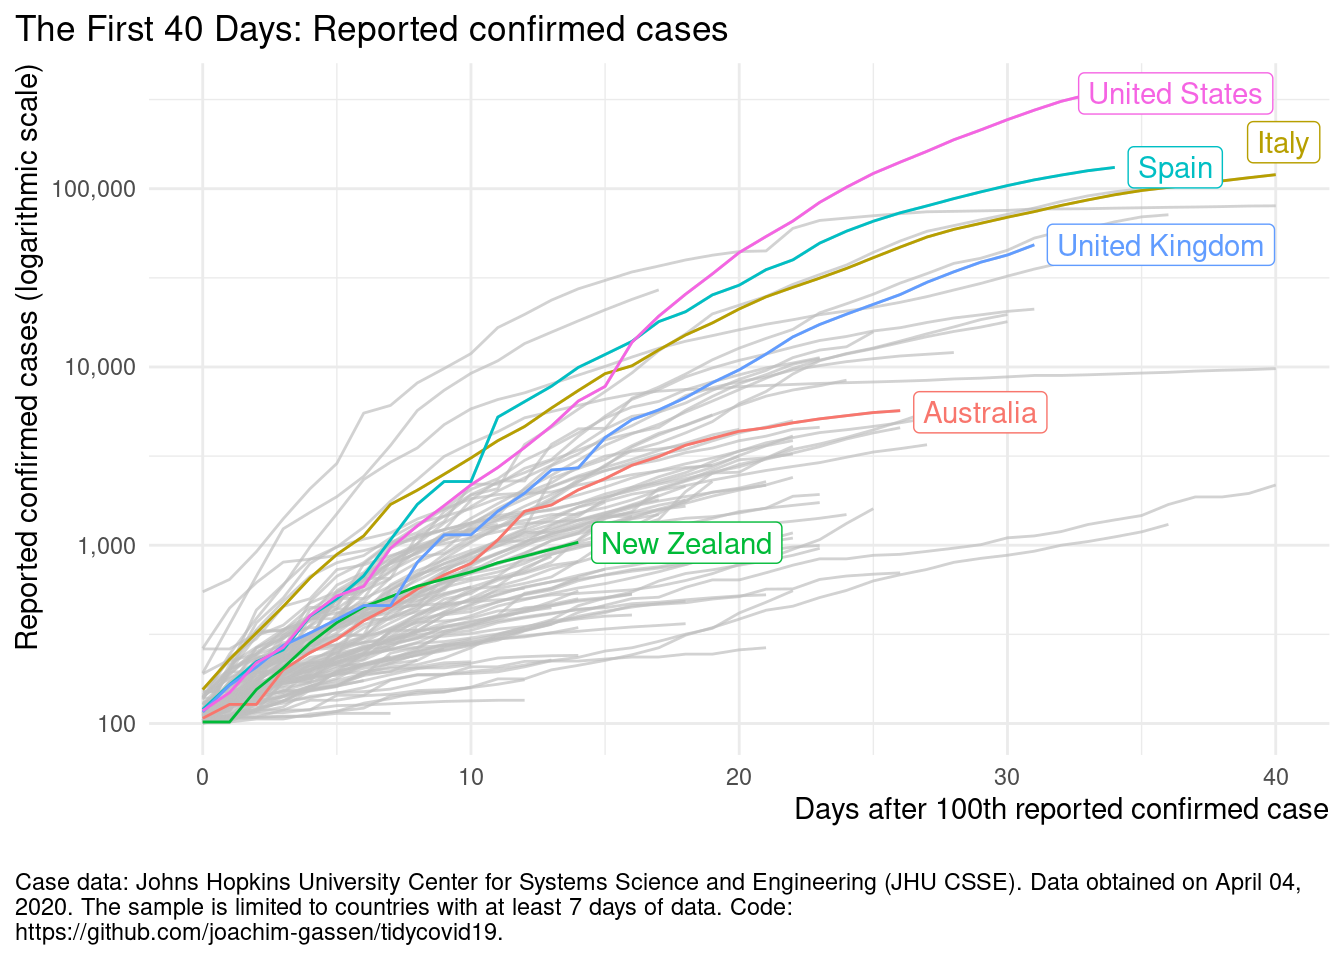 The First 40 Days: Reported confirmed cases
Reported confirmed cases (logarithmic scale)
United States
Italy
Spain
100,000
United Kingdom
10,000
Australia
New Zealand
1,000
100
0 10 20 30 40
Days after 100th reported confirmed case
Case data: Johns Hopkins University Center for Systems Science and Engineering (JHU CSSE). Data obtained on April 04,
2020. The sample is limited to countries with at least 7 days of data. Code:
https://github.com/joachim-gassen/tidycovid19.